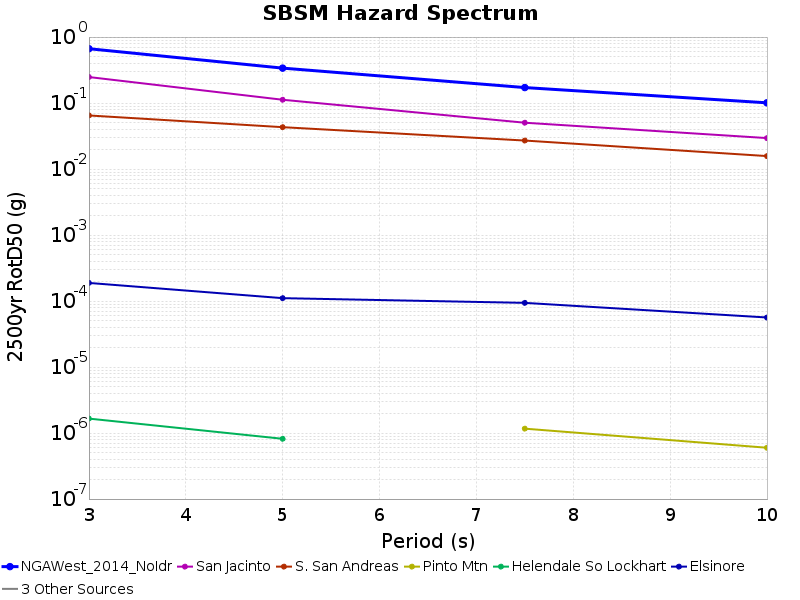 SBSM Hazard Spectrum
2500yr RotD50 (g)
10^0
10^-1
10^-2
10^-3
10^-4
10^-5
10^-6
10^-7
3 4 5 6 7 8 9 10
Period (s)
NGAWest_2014_NoIdr San Jacinto S. San Andreas Pinto Mtn Helendale So Lockhart Elsinore
3 Other Sources